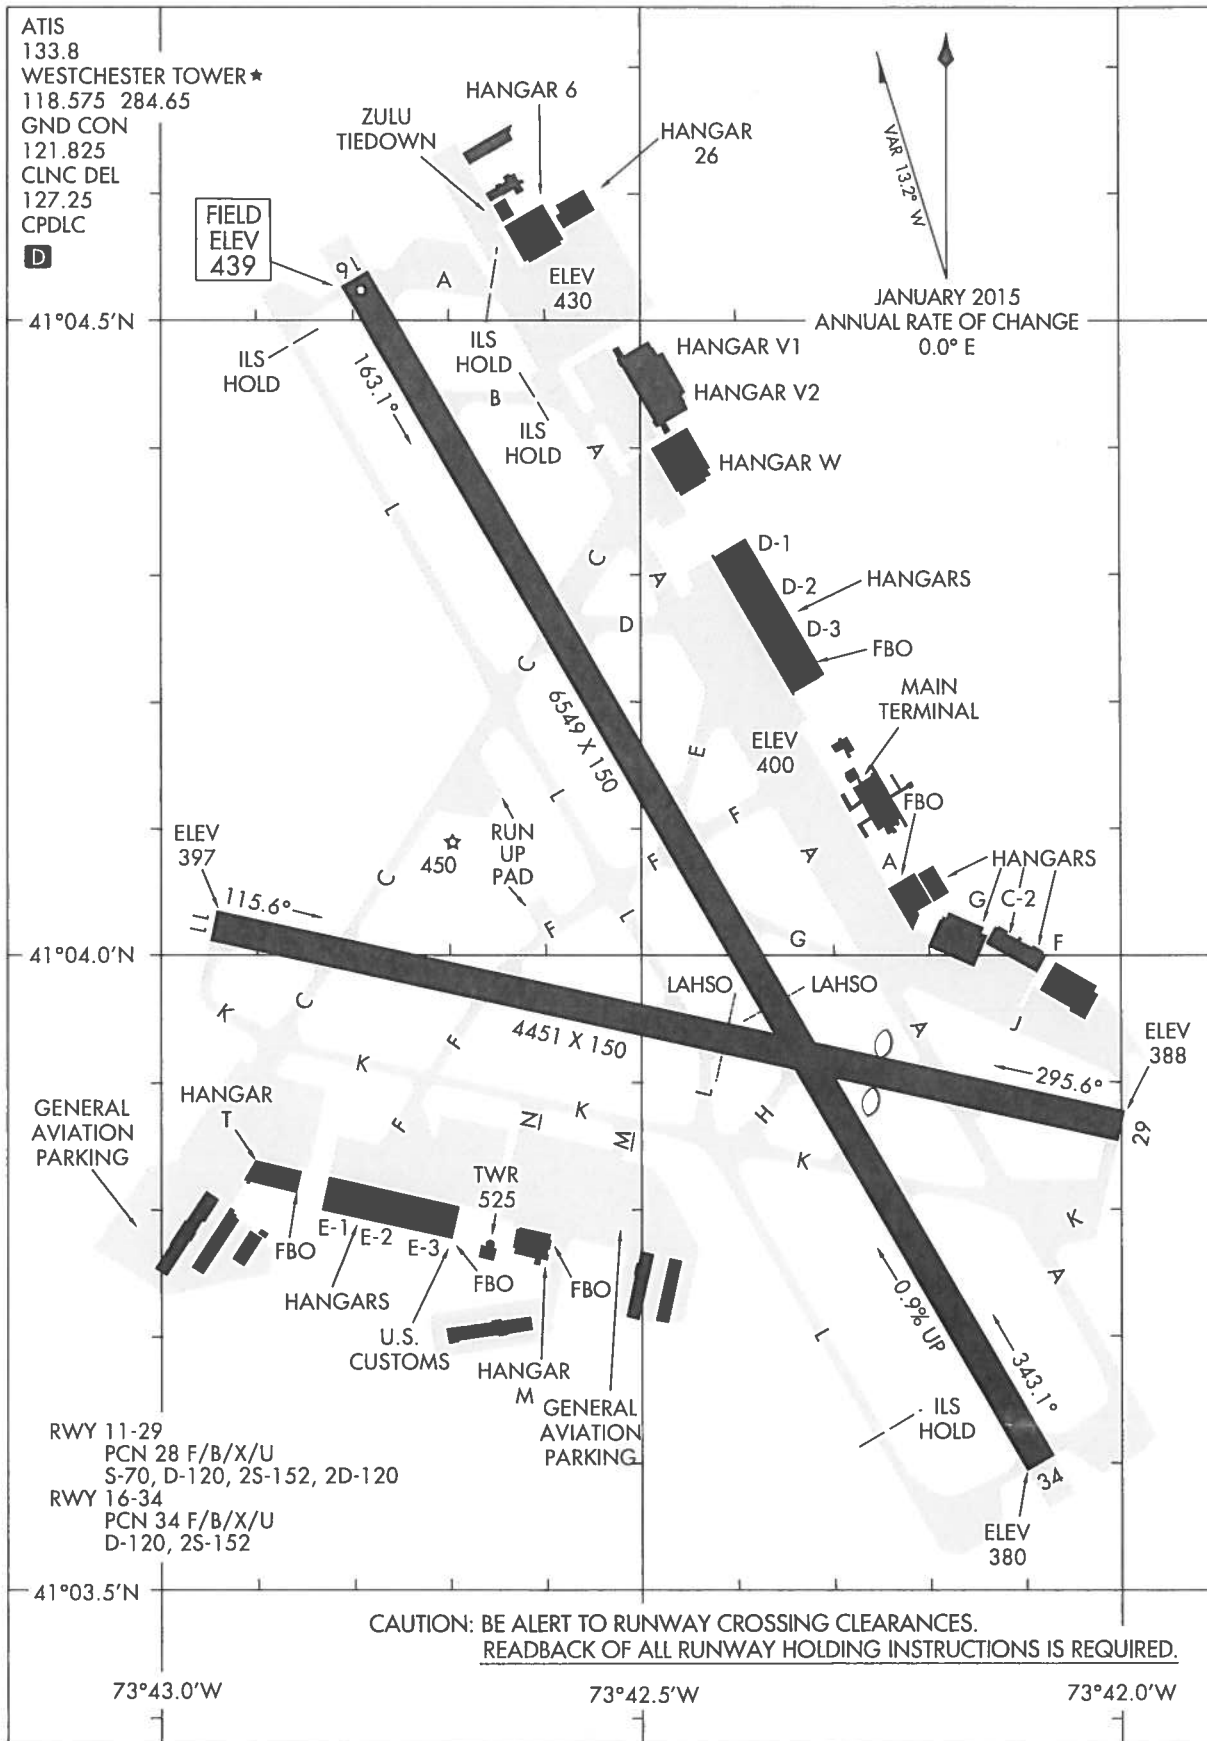 ATIS
133.8
WESTCHESTER TOWER★
118.575 284.65
GND CON
121.825
CLNC DEL
127.25
CPDLC
D
FIELD
ELEV
439
ZULU
TIEDOWN
HANGAR 6
HANGAR
26
VAR 13.2° W
JANUARY 2015
ANNUAL RATE OF CHANGE
0.0° E
16
A
ELEV
430
41°04.5'N
ILS
HOLD
ILS
HOLD
163.1°
B
ILS
HOLD
HANGAR V1
HANGAR V2
A
HANGAR W
L
C
A
D-1
D-2
HANGARS
D
D-3
FBO
C
MAIN
TERMINAL
6549 X 150
E
ELEV
400
L
F
FBO
RUN
UP
PAD
450
F
A
A
HANGARS
ELEV
397
C
G
C-2
115.6°
L
F
G
F
11
41°04.0'N
LAHSO
LAHSO
K
C
4451 X 150
A
J
ELEV
388
K
F
295.6°
HANGAR
T
GENERAL
AVIATION
PARKING
L
H
F
N
K
M
K
29
TWR
525
E-1
E-2
E-3
FBO
FBO
FBO
K
A
HANGARS
U.S.
CUSTOMS
0.9% UP
L
343.1°
HANGAR
M
GENERAL
AVIATION
PARKING
ILS
HOLD
RWY 11-29
PCN 28 F/B/X/U
S-70, D-120, 2S-152, 2D-120
RWY 16-34
PCN 34 F/B/X/U
D-120, 2S-152
34
ELEV
380
41°03.5'N
CAUTION: BE ALERT TO RUNWAY CROSSING CLEARANCES.
READBACK OF ALL RUNWAY HOLDING INSTRUCTIONS IS REQUIRED.
73°43.0'W
73°42.5'W
73°42.0'W